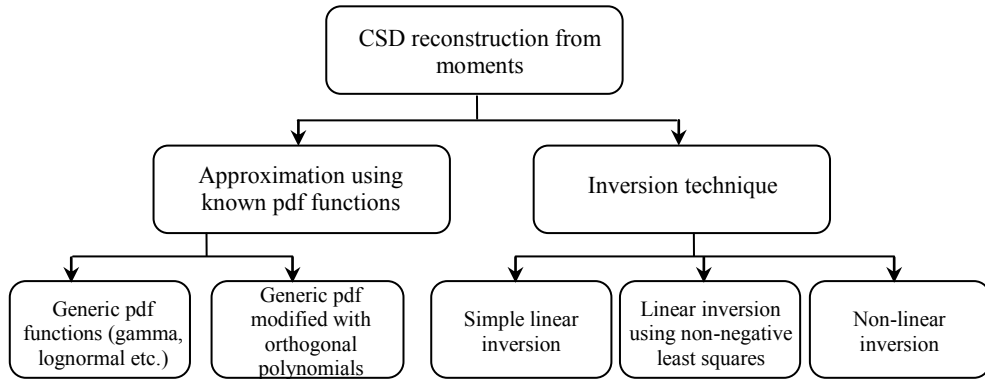 CSD reconstruction from
moments
Approximation using
known pdf functions
Inversion technique
Generic pdf
functions (gamma,
lognormal etc.)
Generic pdf
modified with
orthogonal
polynomials
Simple linear
inversion
Linear inversion
using non-negative
least squares
Non-linear
inversion